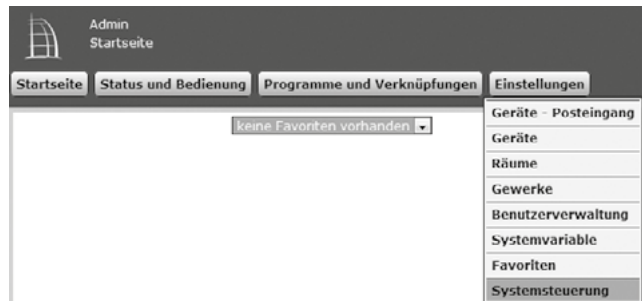 Admin
Startseite
Startseite Status und Bedienung Programme und Verknüpfungen Einstellungen
keine Favoriten vorhanden
Geräte - Posteingang
Geräte
Räume
Gewerke
Benutzerverwaltung
Systemvariable
Favoriten
Systemsteuerung